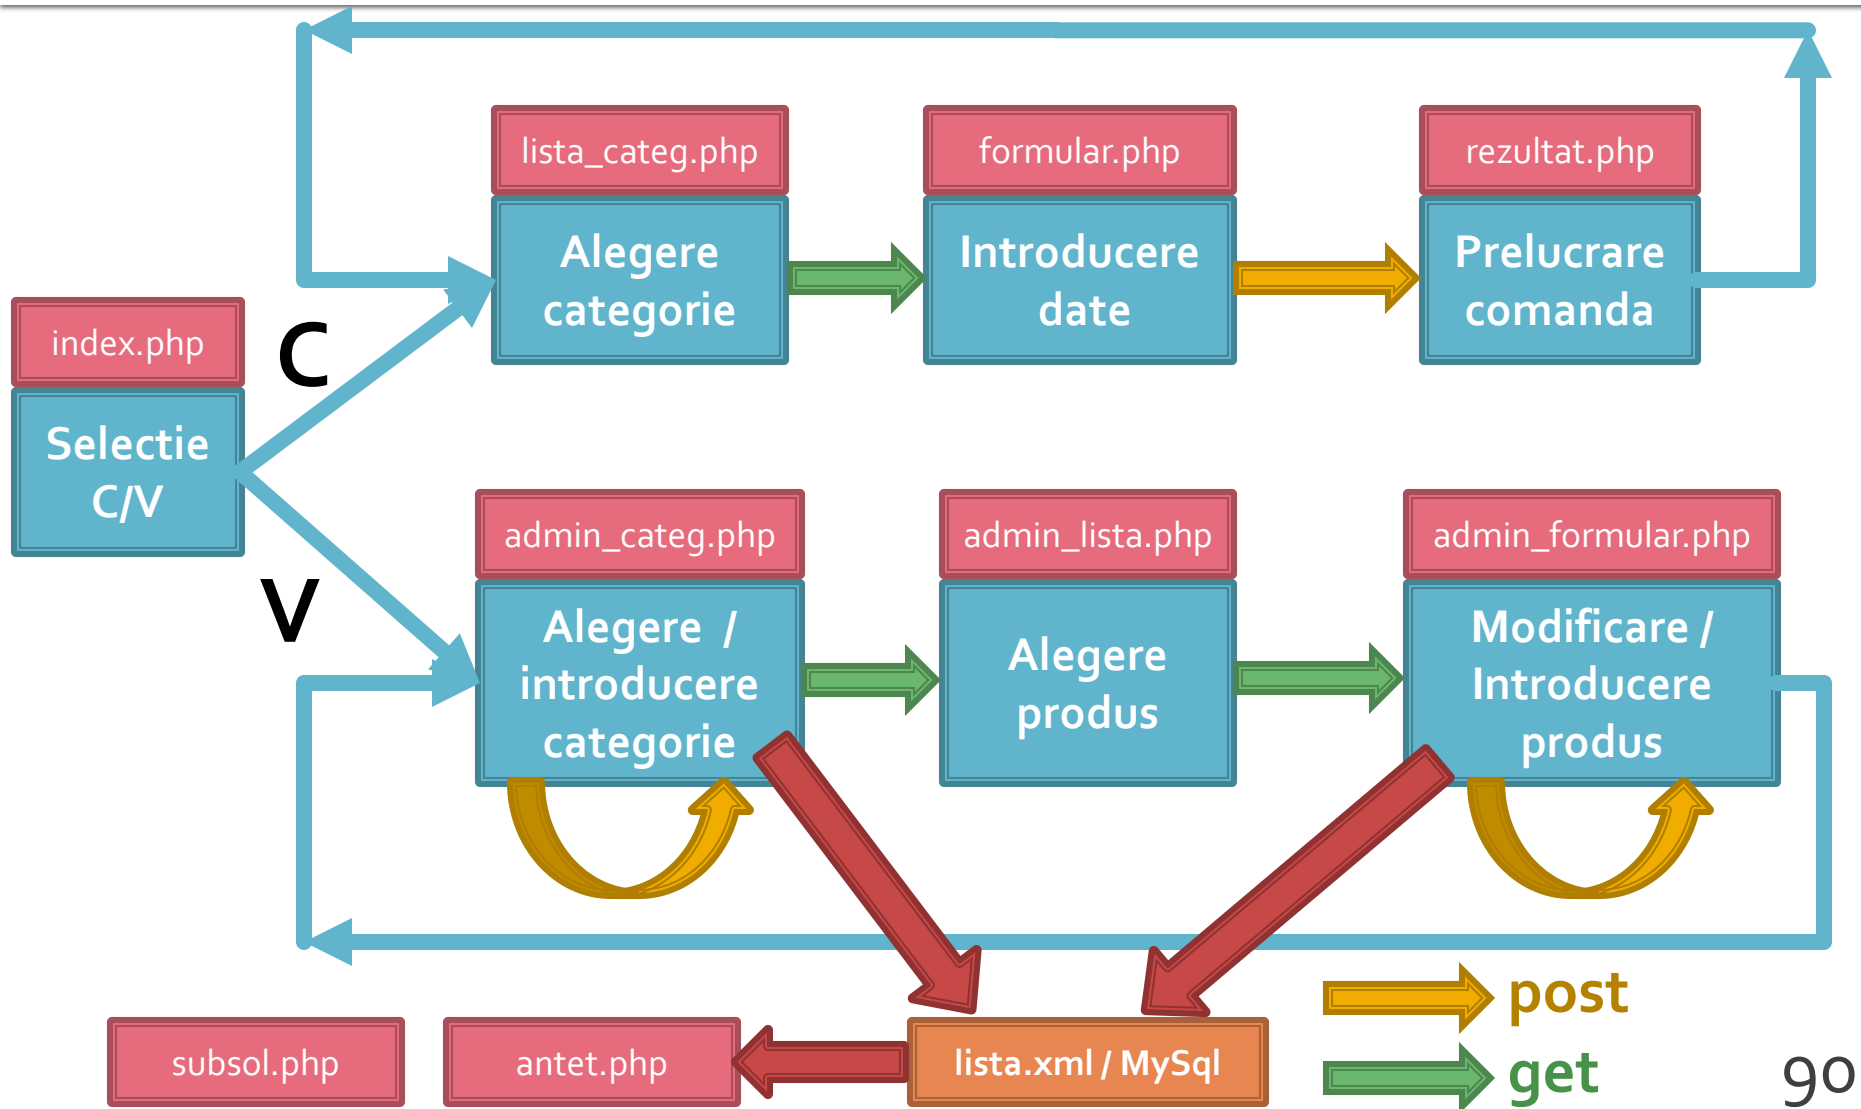 lista_categ.php
formular.php
rezultat.php
Alegere
categorie
Introducere
date
Prelucrare
comanda
index.php
C
Selectie
C/V
V
admin_categ.php
admin_lista.php
admin_formular.php
Alegere /
introducere
categorie
Alegere
produs
Modificare /
Introducere
produs
post
get
subsol.php
antet.php
lista.xml / MySql
90